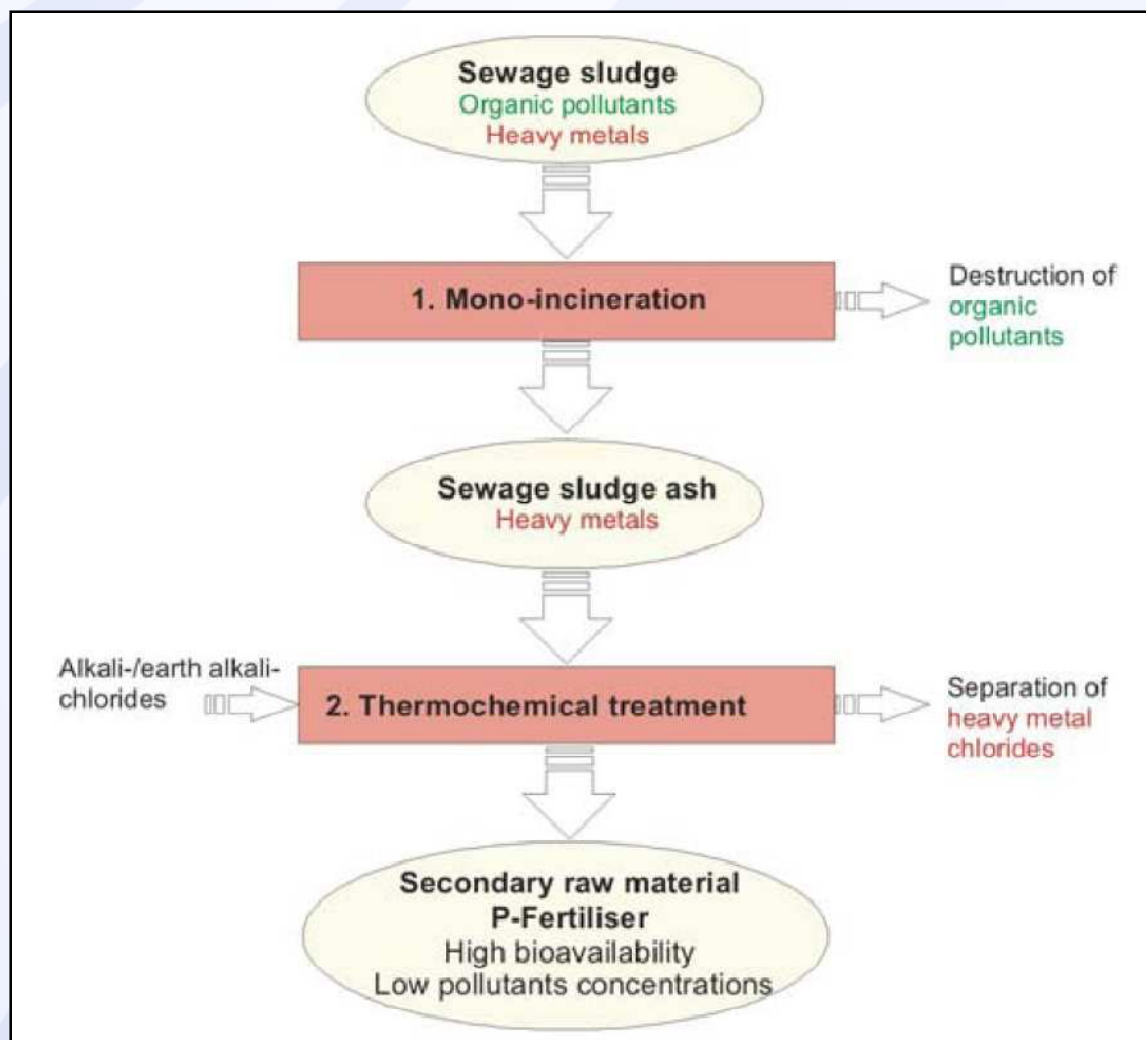 Sewage sludge
Organic pollutants
Heavy metals
1. Mono-incineration
Destruction of
organic
pollutants
Sewage sludge ash
Heavy metals
Alkali-/earth alkali-
chlorides
2. Thermochemical treatment
Separation of
heavy metal
chlorides
Secondary raw material
P-Fertiliser
High bioavailability
Low pollutants concentrations